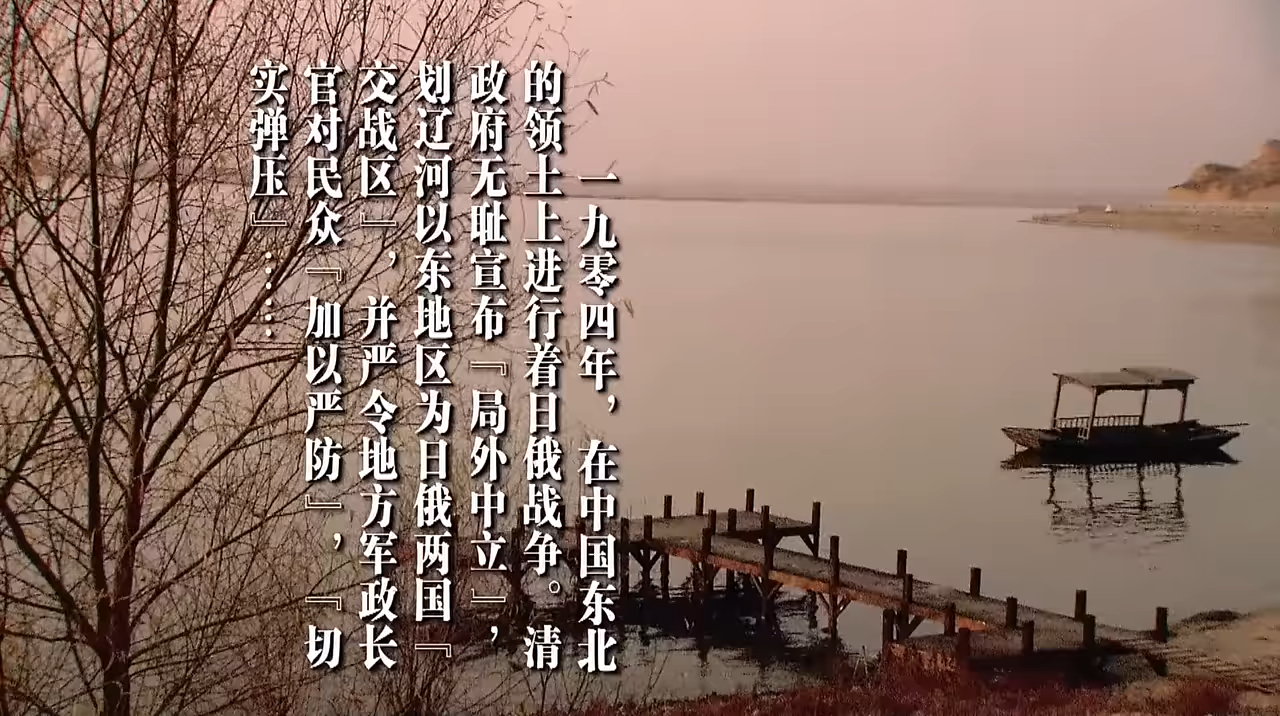 一九零四年，在中国东北
的领土上进行着日俄战争。清
政府无耻宣布『局外中立』，
划辽河以东地区为日俄两国『
交战区』，并严令地方军政长
官对民众『加以严防』，『切
实弹压』……